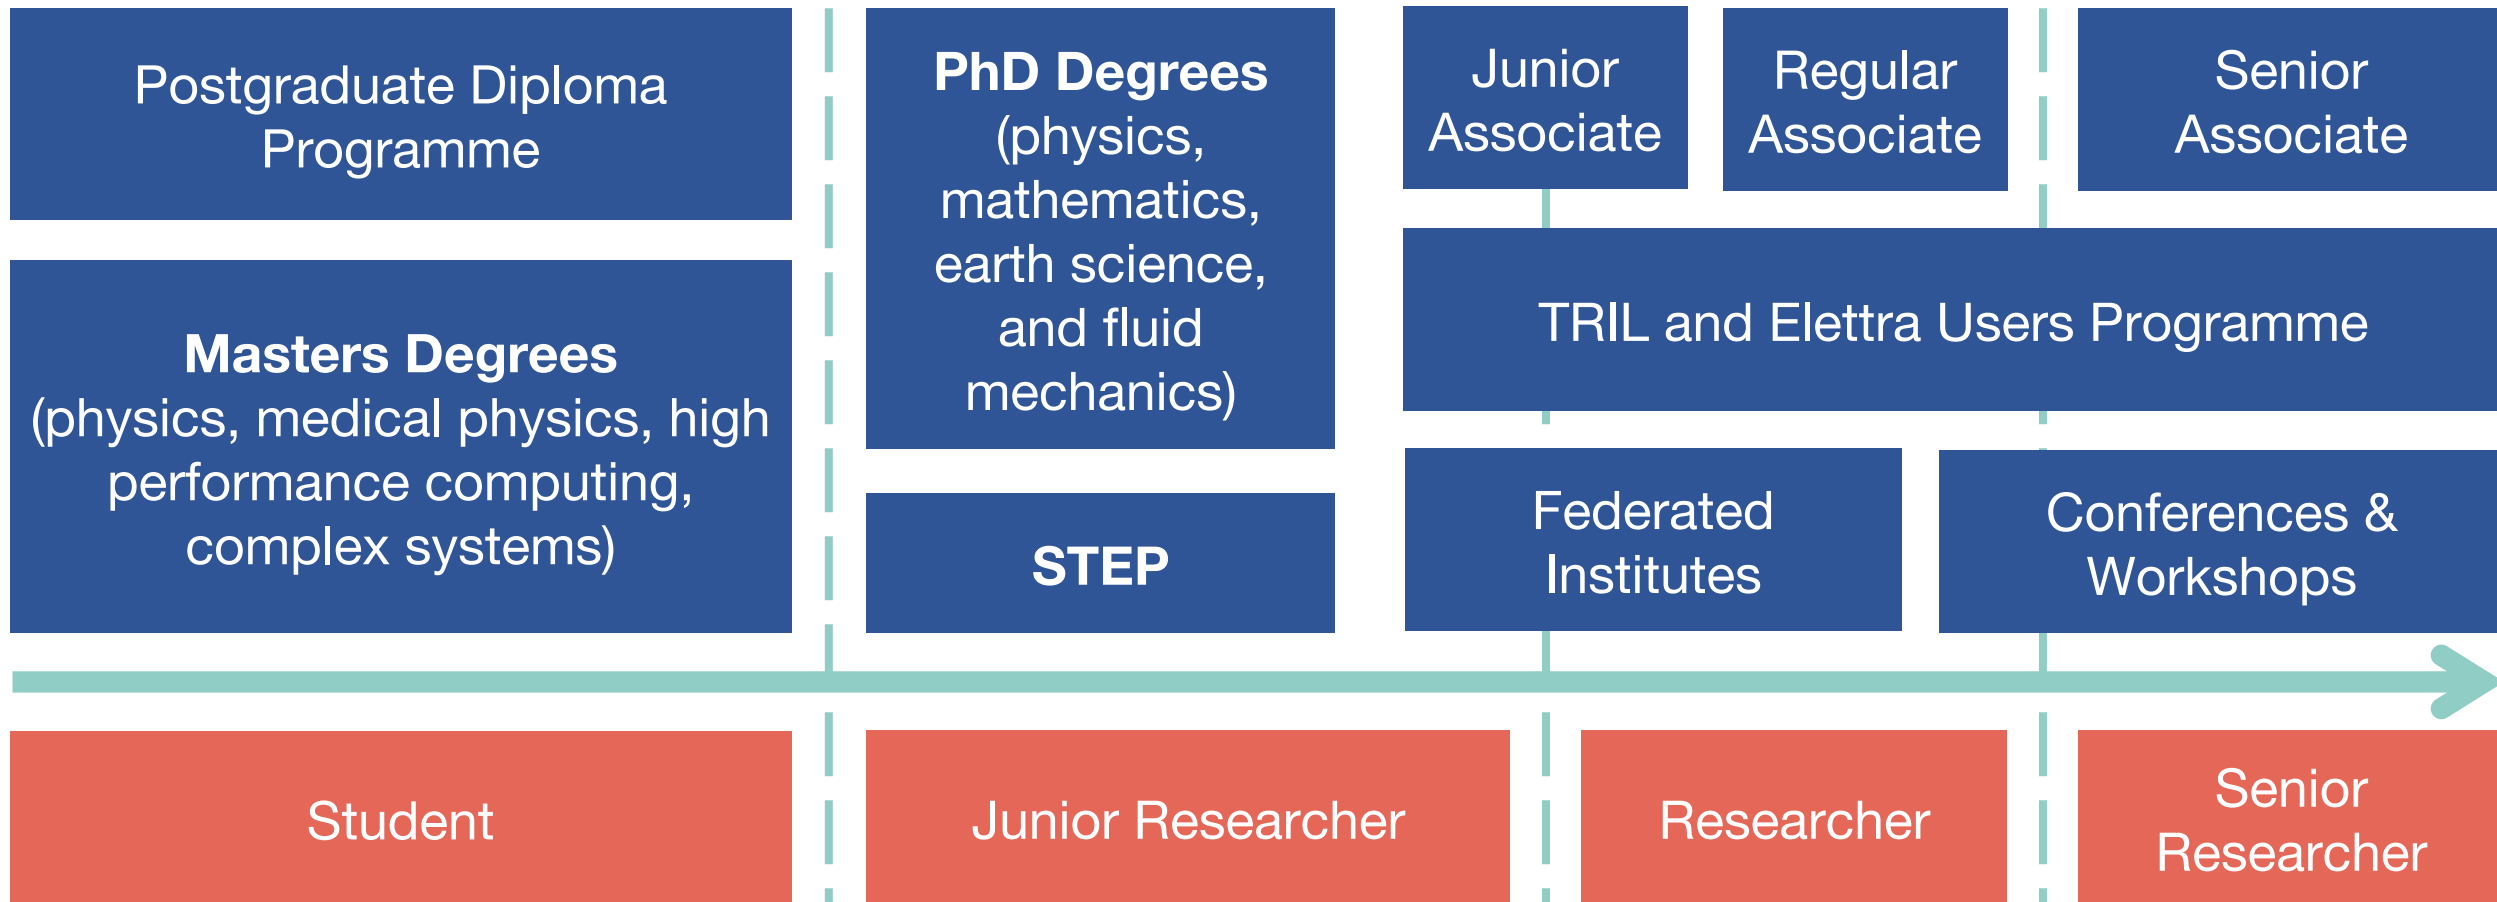 Postgraduate Diploma
Programme
Masters Degrees
(physics, medical physics, high
performance computing,
complex systems)
PhD Degrees
(physics,
mathematics,
earth science,
and fluid
mechanics)
STEP
Junior
Associate
Regular
Associate
Senior
Associate
TRIL and Elettra Users Programme
Federated
Institutes
Conferences &
Workshops
Student
Junior Researcher
Researcher
Senior
Researcher